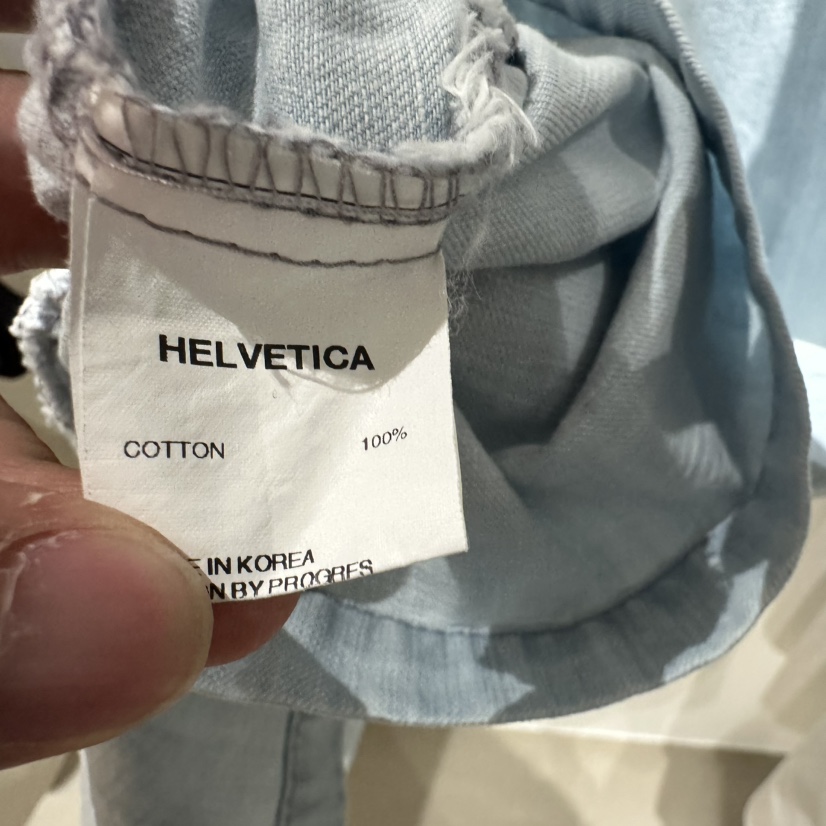 HELVETICA
COTTON 100%
E IN KOREA
N BY PROGRES